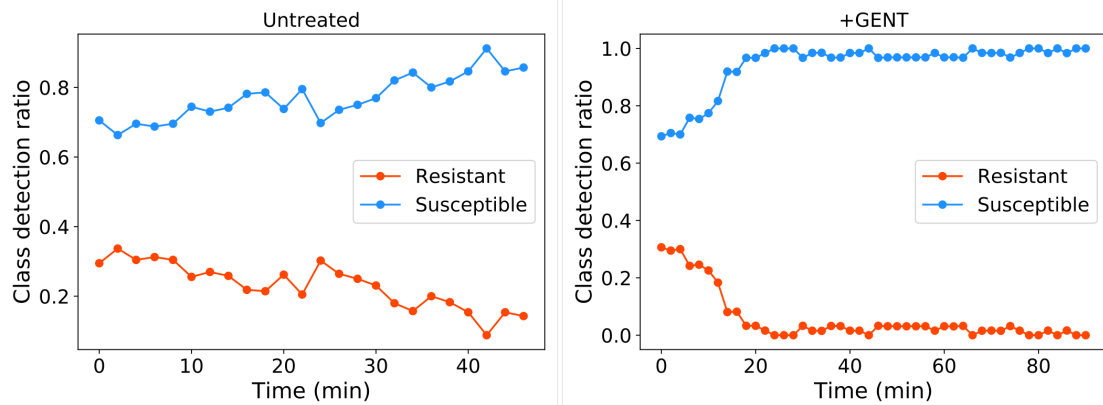 Untreated
Class detection ratio
0.8
0.6
0.4
0.2
Resistant
Susceptible
0
10
20
30
40
Time (min)
+GENT
Class detection ratio
1.0
0.8
0.6
0.4
0.2
0.0
Resistant
Susceptible
0
20
40
60
80
Time (min)